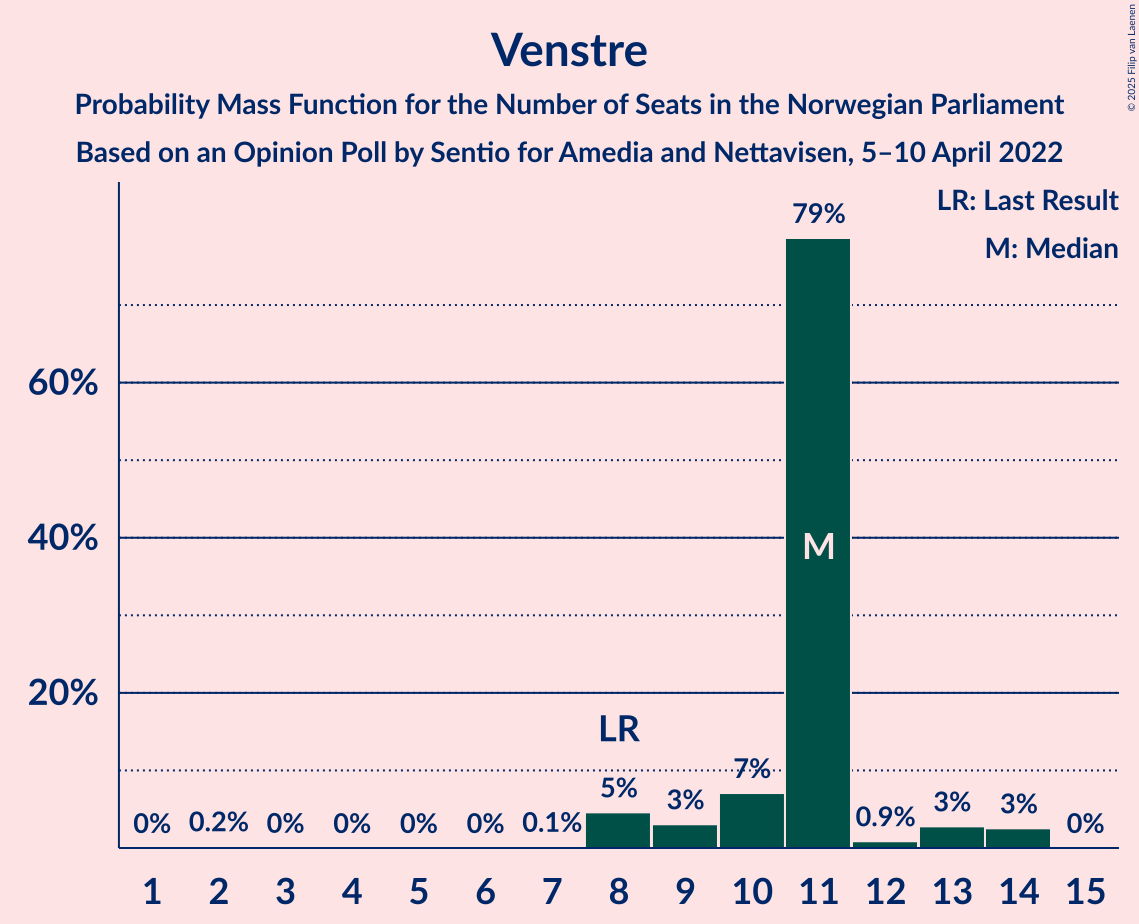 Venstre
Probability Mass Function for the Number of Seats in the Norwegian Parliament
Based on an Opinion Poll by Sentio for Amedia and Nettavisen, 5–10 April 2022
© 2025 Filip van Laenen
LR: Last Result
M: Median
79%
60%
40%
20%
M
LR
0% 0.2% 0% 0% 0% 0% 0.1% 5% 3% 7% 0.9% 3% 3% 0%
1 2 3 4 5 6 7 8 9 10 11 12 13 14 15